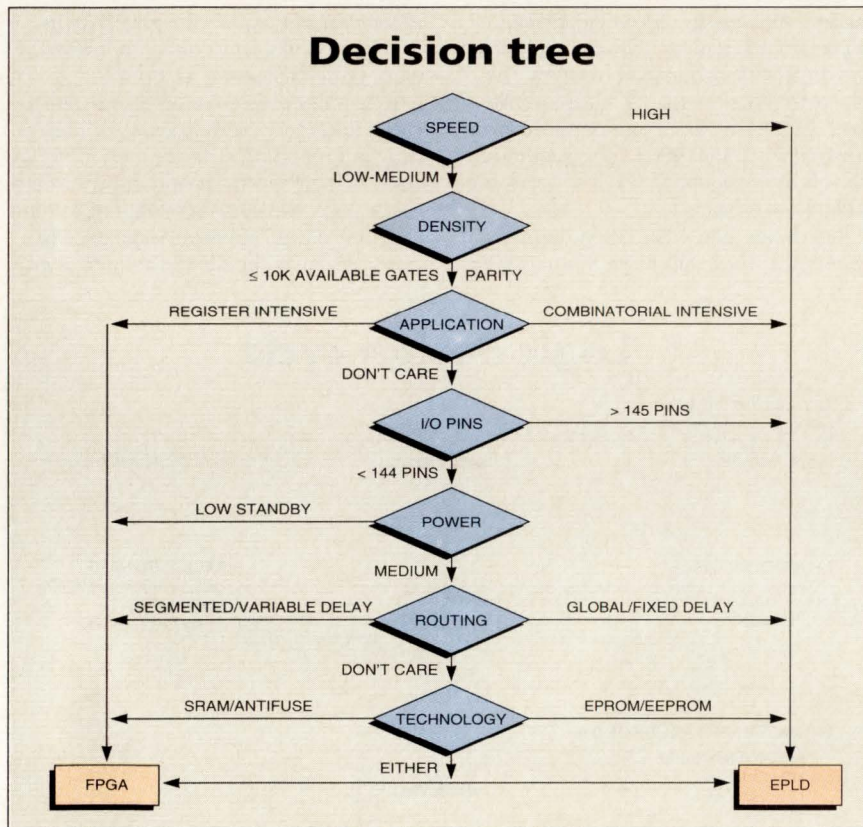 Decision tree
SPEED
HIGH
LOW-MEDIUM
DENSITY
≤ 10K AVAILABLE GATES
PARITY
REGISTER INTENSIVE
APPLICATION
COMBINATORIAL INTENSIVE
DON'T CARE
I/O PINS
> 145 PINS
< 144 PINS
LOW STANDBY
POWER
MEDIUM
SEGMENTED/VARIABLE DELAY
ROUTING
GLOBAL/FIXED DELAY
DON'T CARE
SRAM/ANTIFUSE
TECHNOLOGY
EPROM/EEPROM
EITHER
FPGA
EPLD